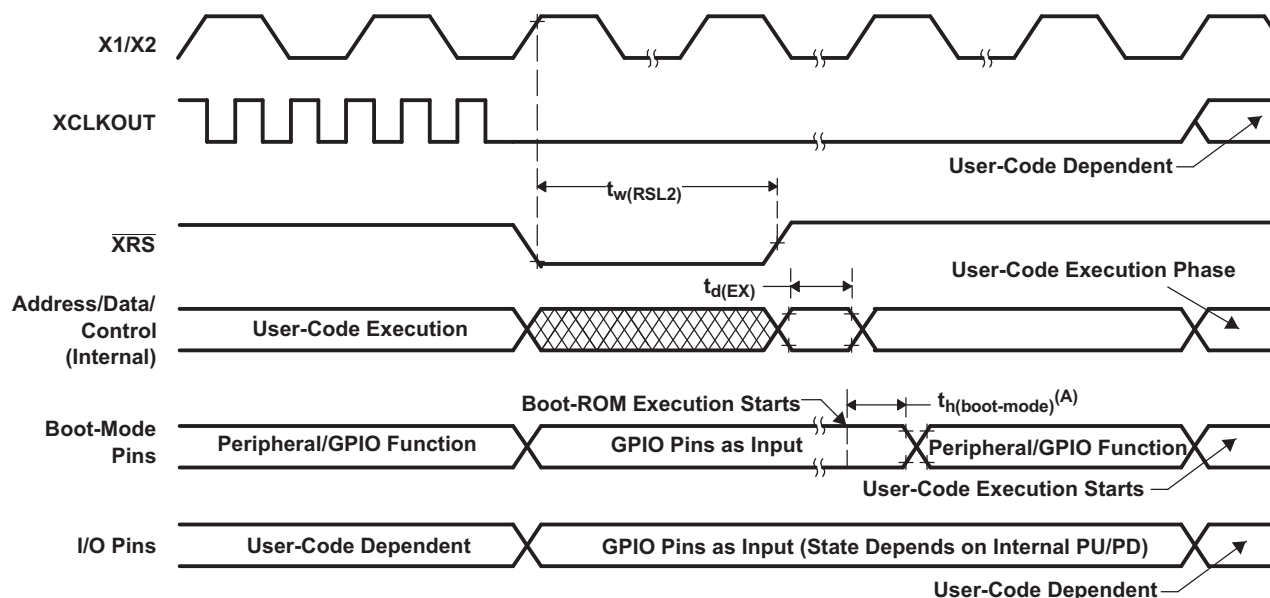 X1/X2
XCLKOUT
User-Code Dependent
tw(RSL2)
XRS
User-Code Execution Phase
td(EX)
Address/Data/
Control
(Internal)
User-Code Execution
Boot-ROM Execution Starts
th(boot-mode)(A)
Boot-Mode
Pins
Peripheral/GPIO Function
GPIO Pins as Input
Peripheral/GPIO Function
User-Code Execution Starts
I/O Pins
User-Code Dependent
GPIO Pins as Input (State Depends on Internal PU/PD)
User-Code Dependent